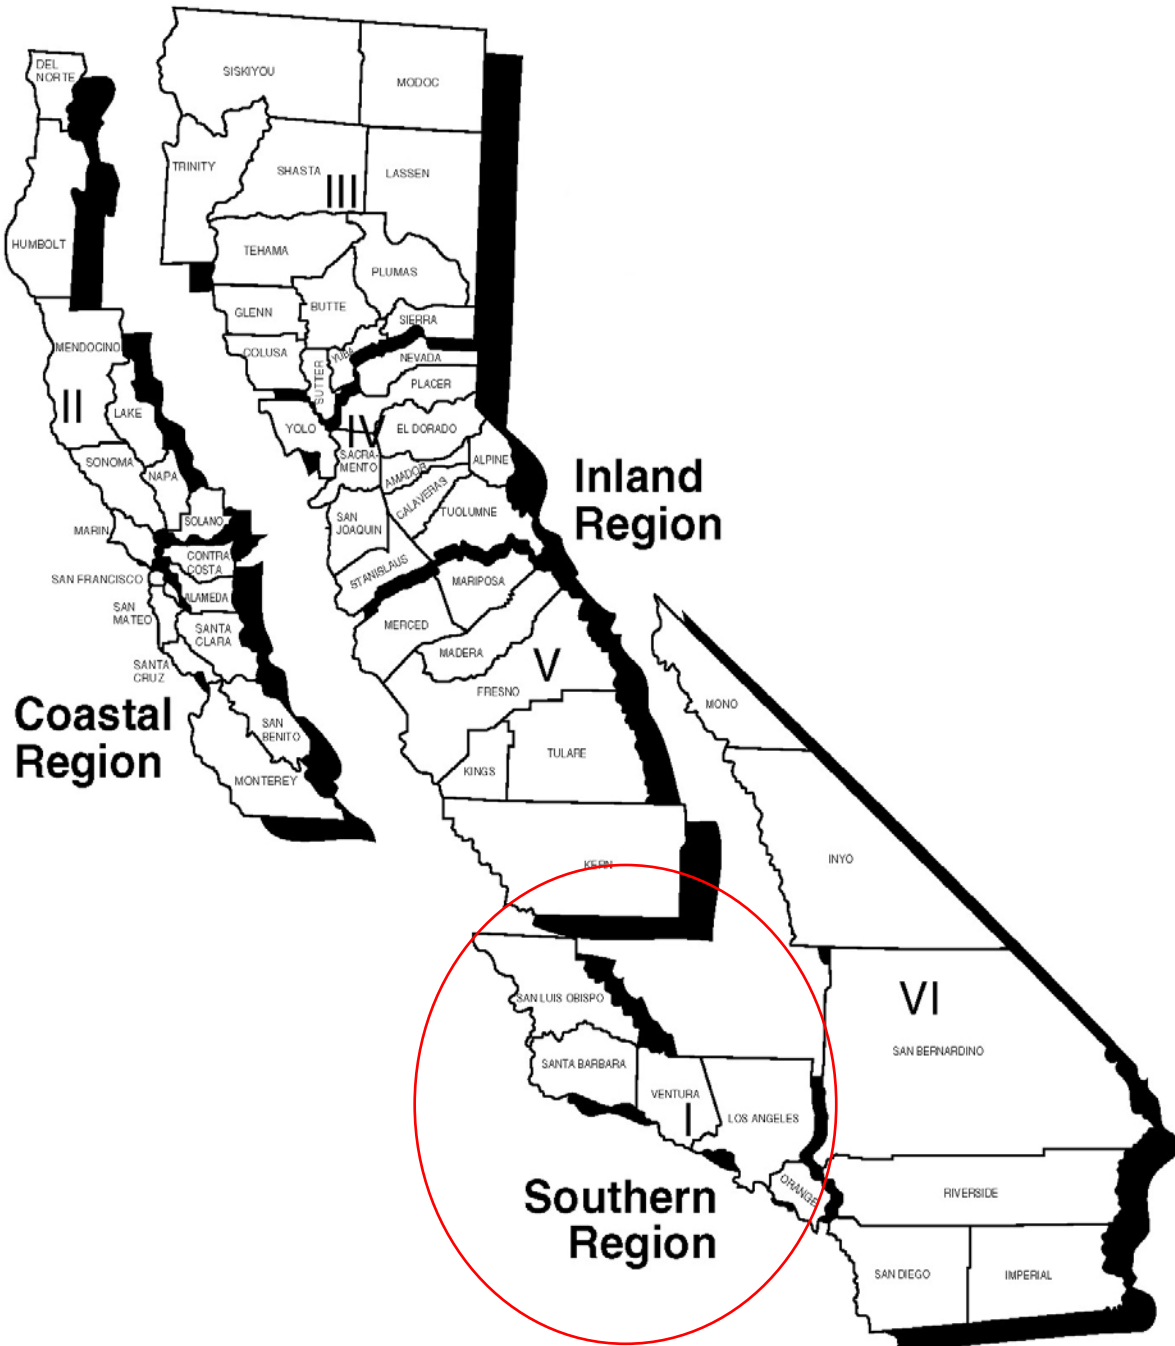 DEL
NORTE
SISKIYOU
MODOC
TRINITY
SHASTA
LASSEN
III
HUMBOLT
TEHAMA
PLUMAS
GLENN
BUTTE
SIERRA
MENDOCINO
COLUSA
YUBA
NEVADA
SUTTER
PLACER
II
LAKE
YOLO
IV
EL DORADO
SONOMA
SACRA-
MENTO
ALPINE
NAPA
AMADOR
CALAVERAS
TUOLUMNE
Inland
Region
MARIN
SOLANO
SAN
JOAQUIN
CONTRA
COSTA
STANISLAUS
SAN FRANCISCO
MARIPOSA
ALAMEDA
SAN
MATEO
SANTA
CLARA
MERCED
MADERA
V
SANTA
CRUZ
FRESNO
MONO
Coastal
Region
SAN
BENITO
TULARE
KINGS
MONTEREY
INYO
KERN
SAN LUIS OBISPO
VI
SAN BERNARDINO
SANTA BARBARA
VENTURA
I
LOS ANGELES
Southern
Region
ORANGE
RIVERSIDE
SAN DIEGO
IMPERIAL